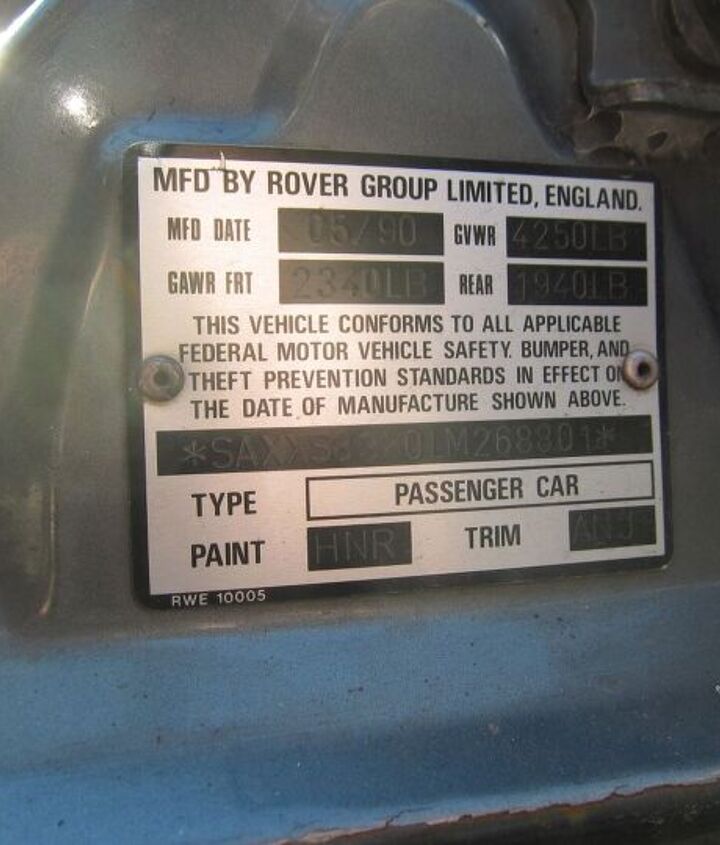 MFD BY ROVER GROUP LIMITED, ENGLAND.
MFD DATE 05/90 GVWR 4250LB
GAWR FRT 2340LB REAR 1940LB
THIS VEHICLE CONFORMS TO ALL APPLICABLE
FEDERAL MOTOR VEHICLE SAFETY. BUMPER, AND
THEFT PREVENTION STANDARDS IN EFFECT ON
THE DATE OF MANUFACTURE SHOWN ABOVE.
TYPE PASSENGER CAR
PAINT HNR TRIM
RWE 10005